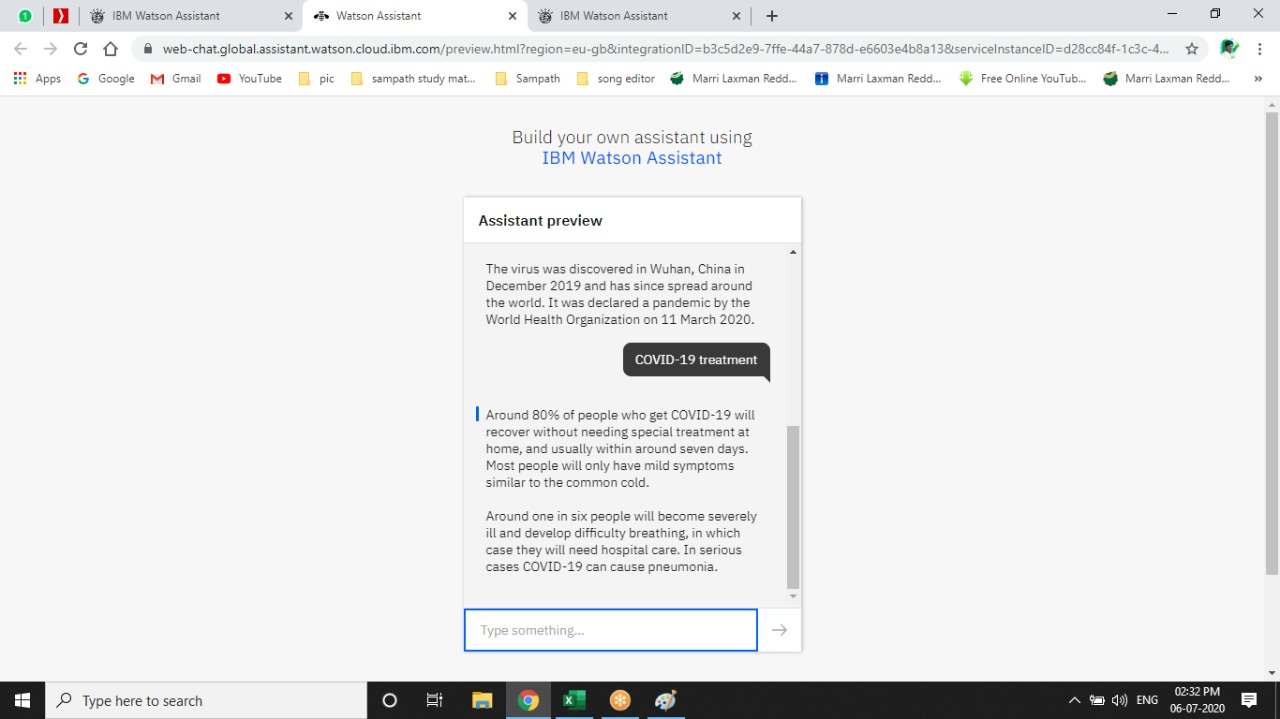 1
IBM Watson Assistant
Watson Assistant
IBM Watson Assistant
web-chat.global.assistant.watson.cloud.ibm.com/preview.html?region=eu-gb&integrationID=b3c5d2e9-7ffe-44a7-878d-e6603e4b8a13&serviceInstanceID=d28cc84f-1c3c-4...
Apps
Google
Gmail
YouTube
pic
sampath study mat...
Sampath
song editor
Marri Laxman Redd...
Marri Laxman Redd...
Free Online YouTub...
Marri Laxman Redd...
»
Build your own assistant using
IBM Watson Assistant
Assistant preview
The virus was discovered in Wuhan, China in
December 2019 and has since spread around
the world. It was declared a pandemic by the
World Health Organization on 11 March 2020.
COVID-19 treatment
Around 80% of people who get COVID-19 will
recover without needing special treatment at
home, and usually within around seven days.
Most people will only have mild symptoms
similar to the common cold.
Around one in six people will become severely
ill and develop difficulty breathing, in which
case they will need hospital care. In serious
cases COVID-19 can cause pneumonia.
Type something...
Type here to search
ENG
02:32 PM
06-07-2020